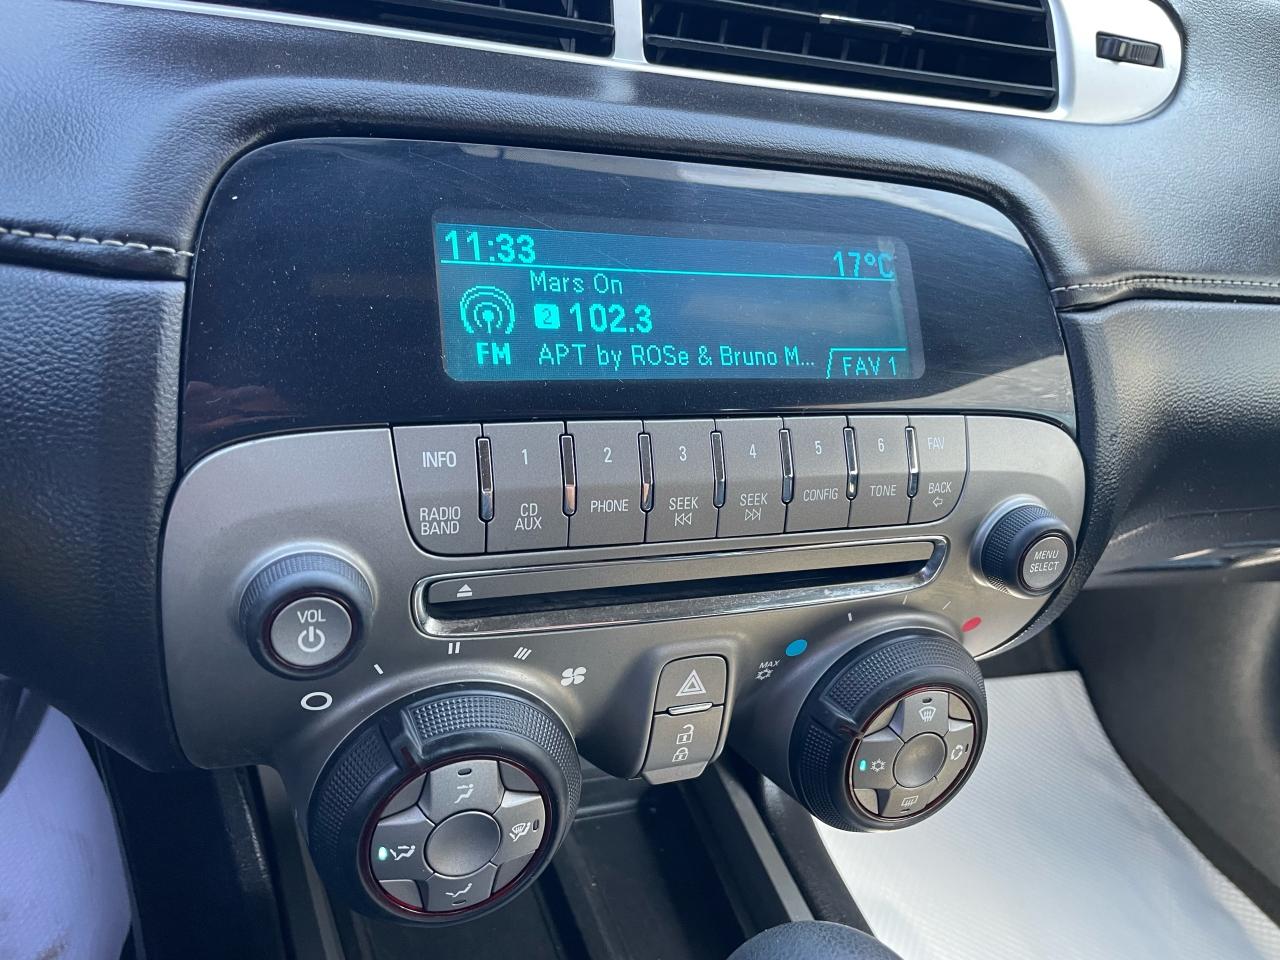 11:33
17°C
Mars On
2 102.3
FM
APT by ROSe & Bruno M...
FAV 1
INFO
1
2
3
4
5
6
FAV
RADIO
BAND
CD
AUX
PHONE
SEEK
SEEK
CONFIG
TONE
BACK
MENU
SELECT
VOL
MAX